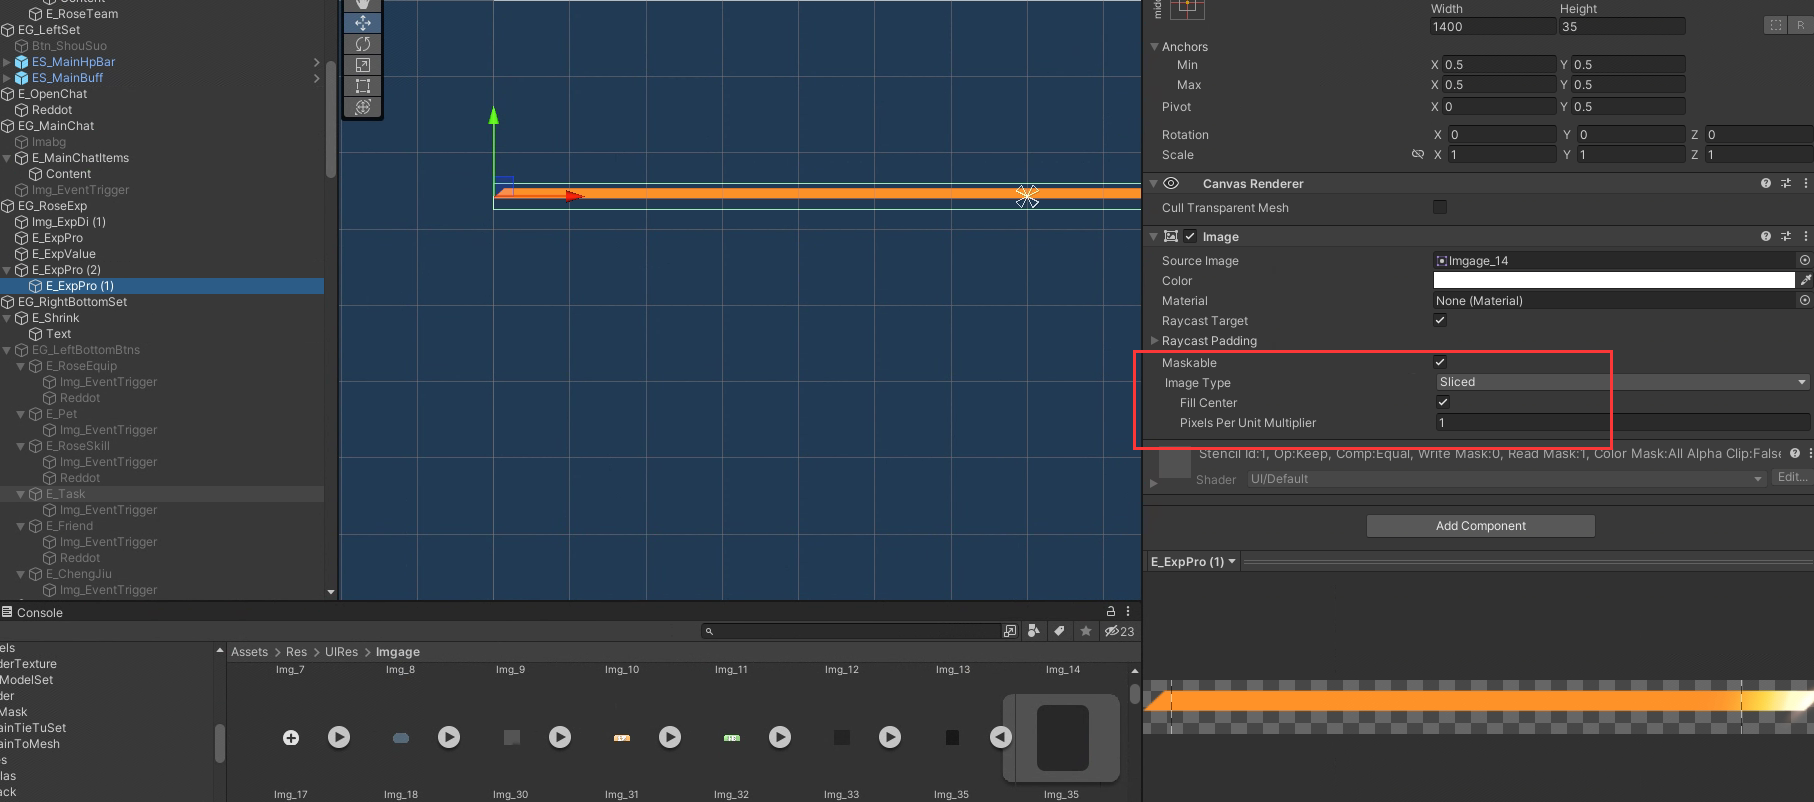 Content
E_RoseTeam
EG_LeftSet
Btn_ShouSuo
ES_MainHpBar
ES_MainBuff
E_OpenChat
Reddot
EG_MainChat
Imabg
E_MainChatItems
Content
Img_EventTrigger
EG_RoseExp
Img_ExpDi (1)
E_ExpPro
E_ExpValue
E_ExpPro (2)
E_ExpPro (1)
EG_RightBottomSet
E_Shrink
Text
EG_LeftBottomBtns
E_RoseEquip
Img_EventTrigger
Reddot
E_Pet
Img_EventTrigger
E_RoseSkill
Img_EventTrigger
Reddot
E_Task
Img_EventTrigger
E_Friend
Img_EventTrigger
Reddot
E_ChengJiu
Img_EventTrigger
Width Height
1400 35
R
Anchors
Min X 0.5 Y 0.5
Max X 0.5 Y 0.5
Pivot X 0 Y 0.5
Rotation X 0 Y 0 Z 0
Scale X 1 Y 1 Z 1
Canvas Renderer
Cull Transparent Mesh
Image
Source Image Imgage_14
Color
Material None (Material)
Raycast Target
Raycast Padding
Maskable
Image Type Sliced
Fill Center
Pixels Per Unit Multiplier 1
Stencil Id:1, Op:Keep, Comp:Equal, Write Mask:0, Read Mask:1, Color Mask:All Alpha Clip:False
Shader UI/Default Edit...
Add Component
E_ExpPro (1)
Console
23
els
derTexture
ModelSet
der
Mask
ainTieTuSet
ainToMesh
es
las
ack
Assets > Res > UIRes > Imgage
Img_7 Img_8 Img_9 Img_10 Img_11 Img_12 Img_13 Img_14
Img_17 Img_18 Img_30 Img_31 Img_32 Img_33 Img_35 Img_35